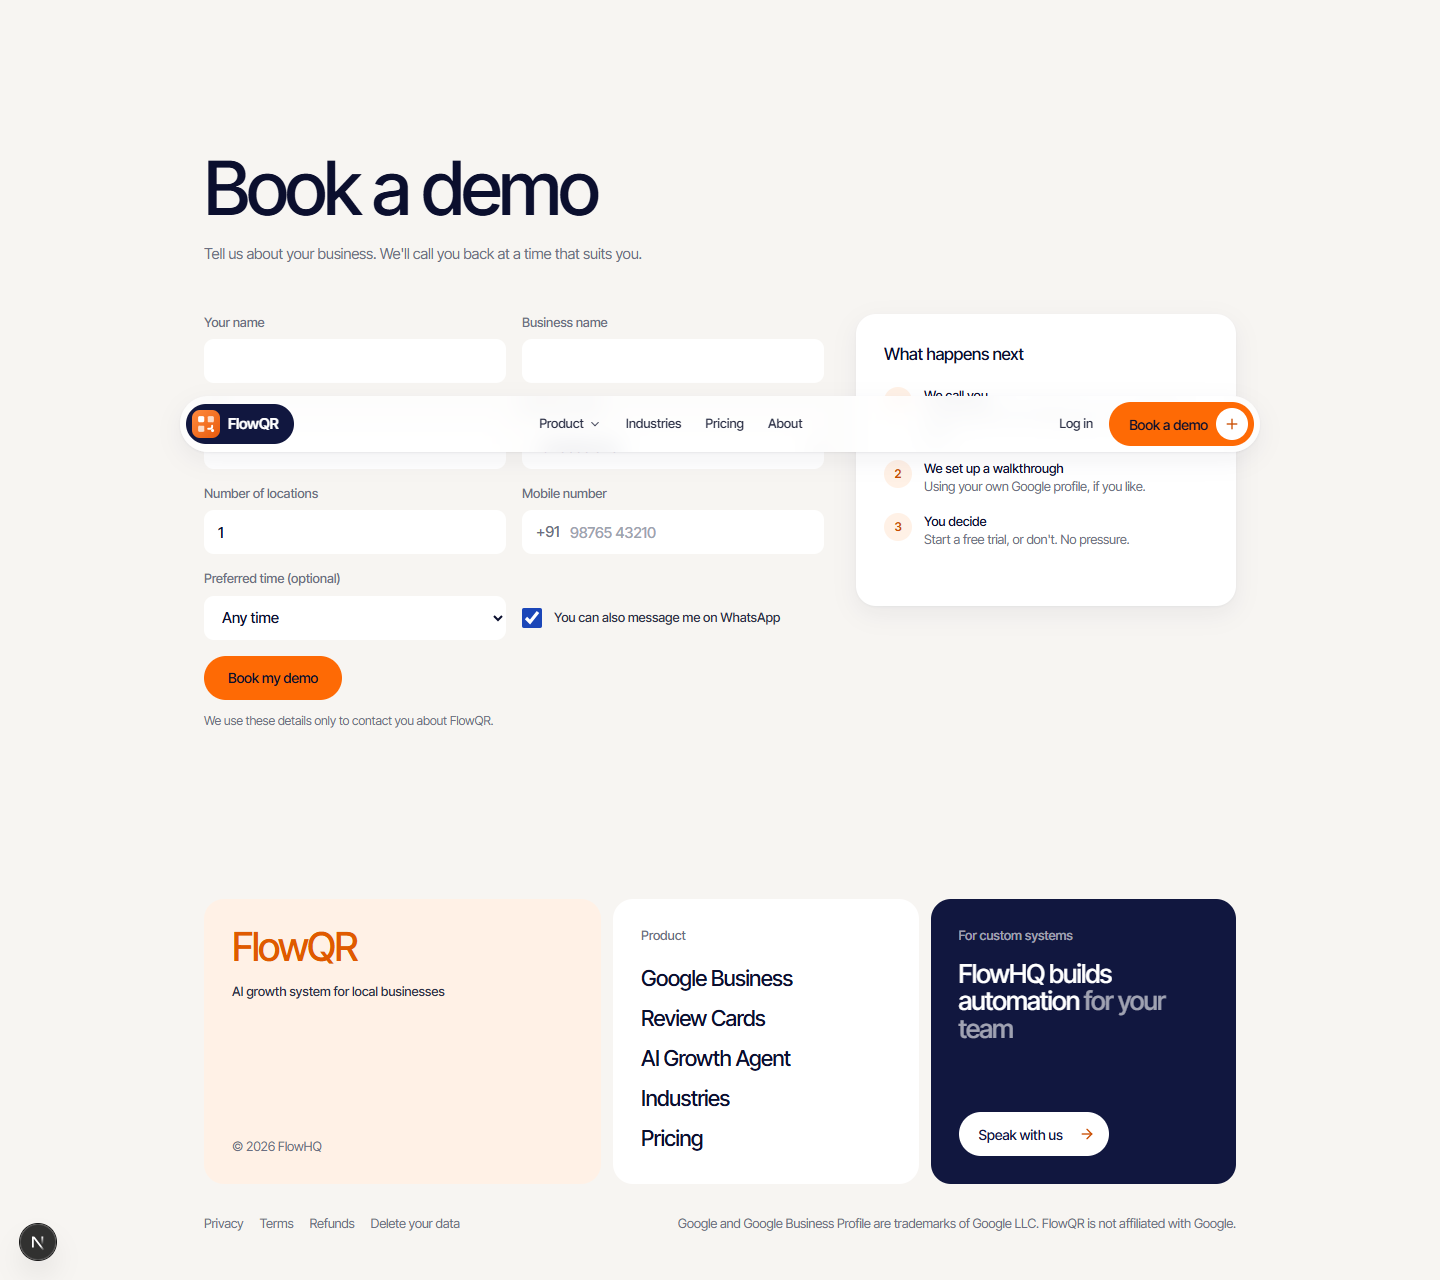 Book a demo
Tell us about your business. We'll call you back at a time that suits you.
Your name
Business name
What happens next
We call you
FlowQR
Product
Industries
Pricing
About
Log in
Book a demo
2
We set up a walkthrough
Using your own Google profile, if you like.
Number of locations
Mobile number
1
+91 98765 43210
3
You decide
Start a free trial, or don't. No pressure.
Preferred time (optional)
Any time
You can also message me on WhatsApp
Book my demo
We use these details only to contact you about FlowQR.
FlowQR
AI growth system for local businesses
© 2026 FlowHQ
Product
Google Business
Review Cards
AI Growth Agent
Industries
Pricing
For custom systems
FlowHQ builds
automation for your
team
Speak with us
Privacy
Terms
Refunds
Delete your data
Google and Google Business Profile are trademarks of Google LLC. FlowQR is not affiliated with Google.
N